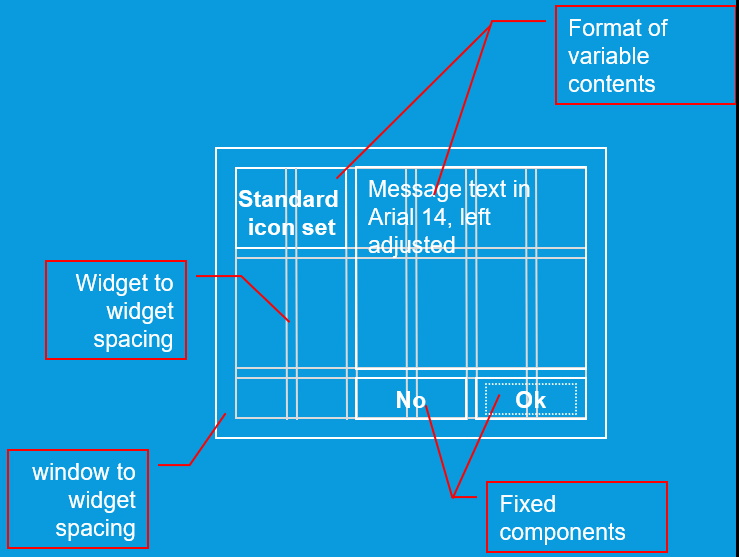 Format of
variable
contents
Standard
icon set
Message text in
Arial 14, left
adjusted
Widget to
widget
spacing
No
Ok
window to
widget
spacing
Fixed
components